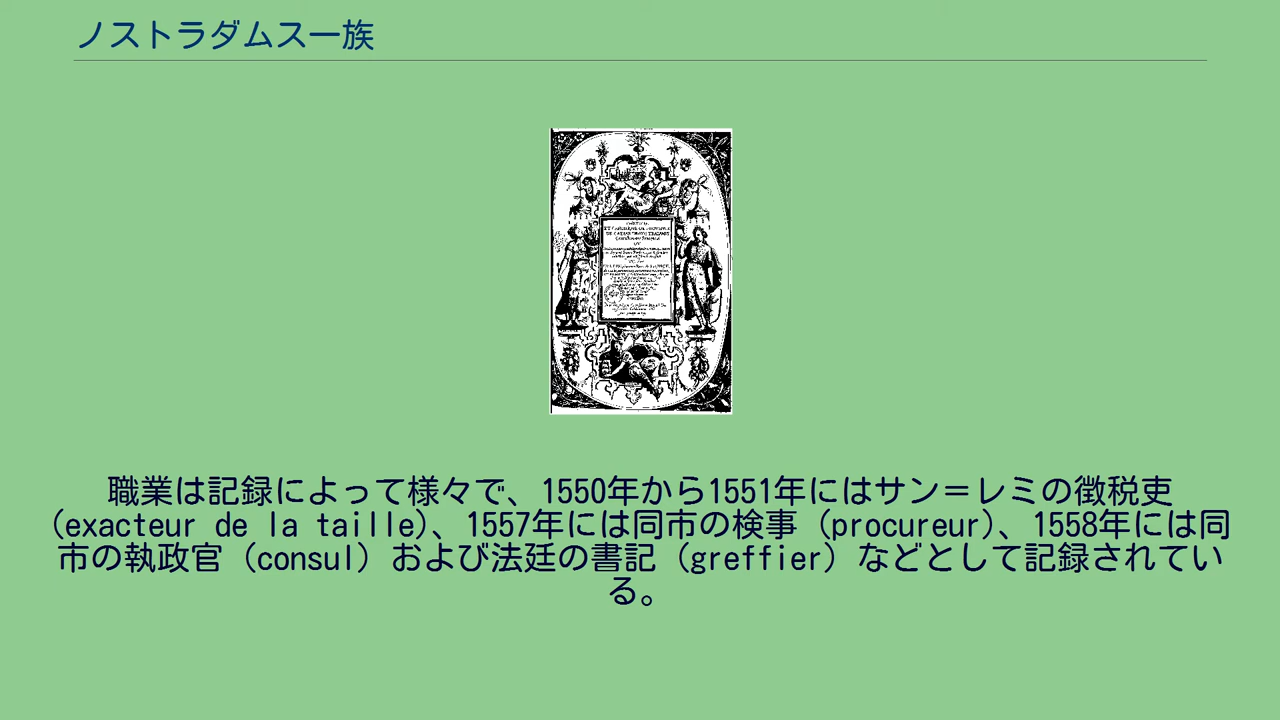 ノストラダムス一族
職業は記録によって様々で、1550年から1551年にはサン＝レミの徴税吏
(exacteur de la taille)、1557年には同市の検事（procureur)、1558年には同
市の執政官（consul）および法廷の書記（greffier）などとして記録されてい
る。